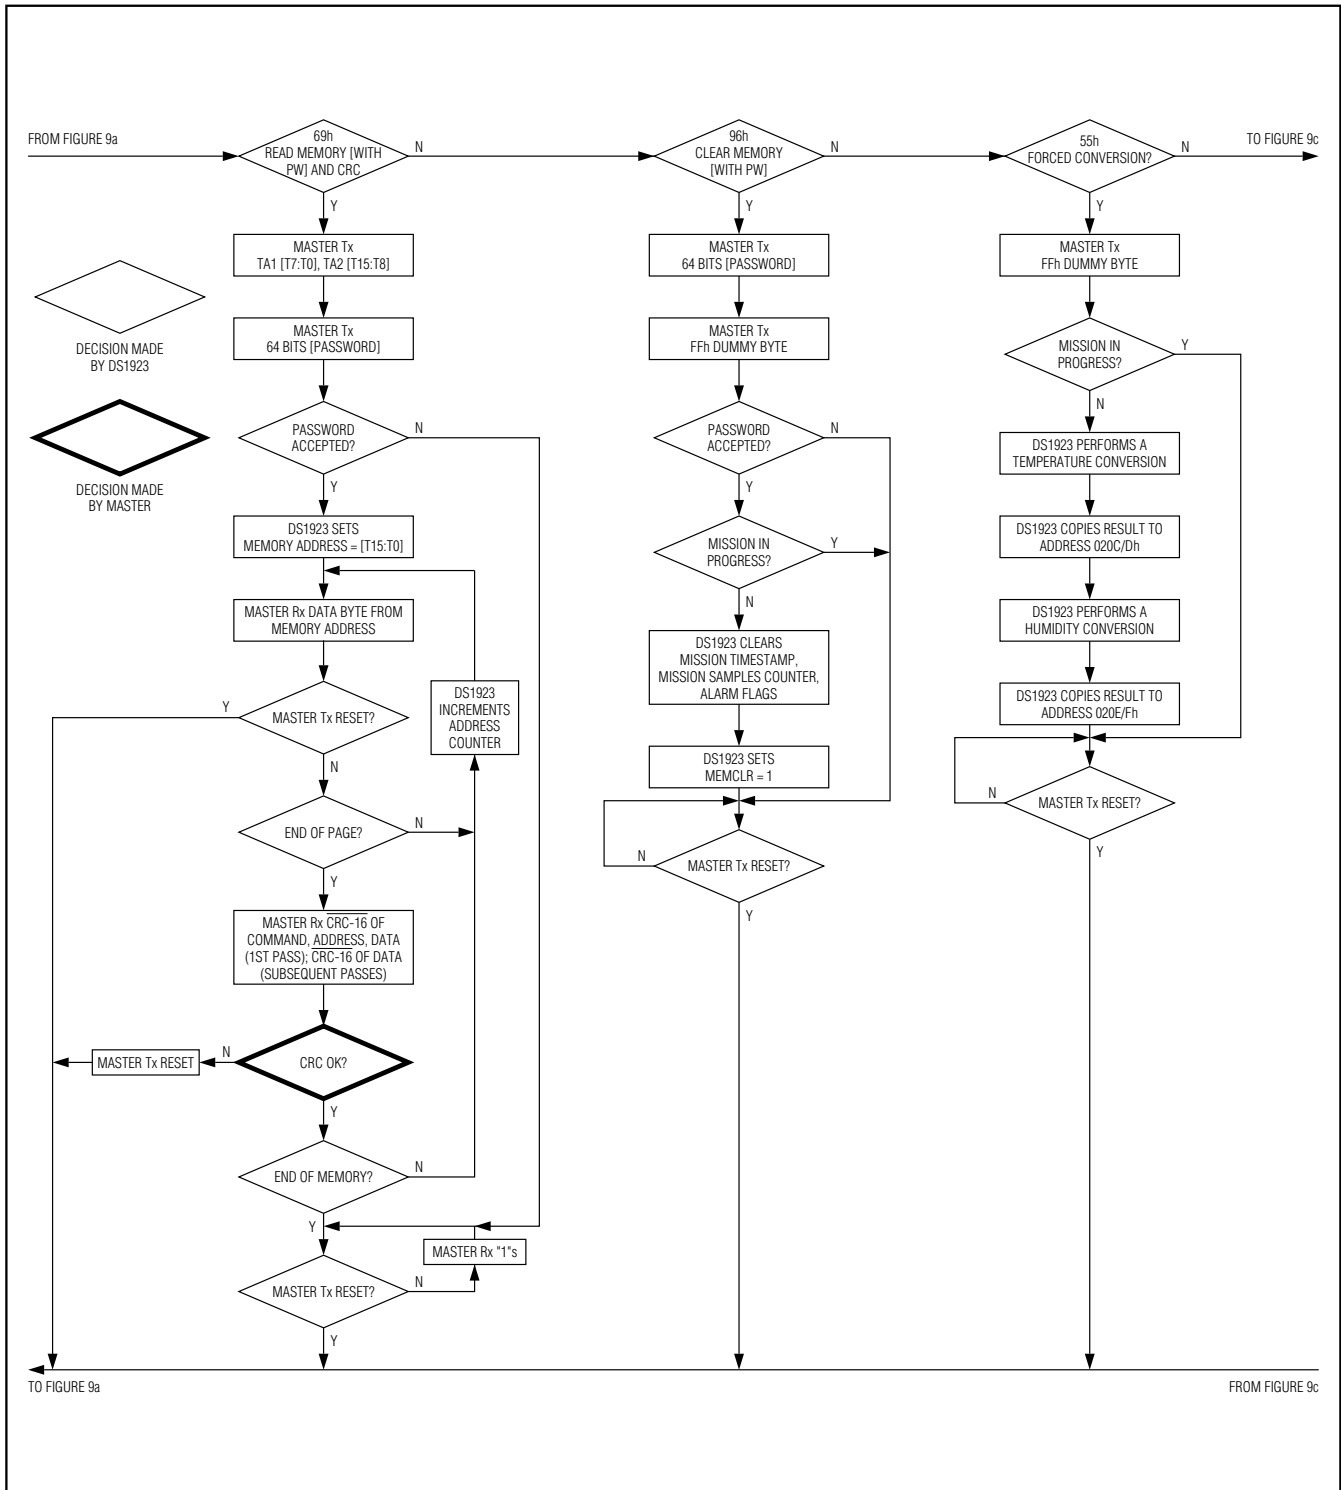 FROM FIGURE 9a
69h
READ MEMORY [WITH
PW] AND CRC
N
Y
MASTER Tx
TA1 [T7:T0], TA2 [T15:T8]
MASTER Tx
64 BITS [PASSWORD]
DECISION MADE
BY DS1923
DECISION MADE
BY MASTER
PASSWORD
ACCEPTED?
N
Y
DS1923 SETS
MEMORY ADDRESS = [T15:T0]
MASTER Rx DATA BYTE FROM
MEMORY ADDRESS
DS1923
INCREMENTS
ADDRESS
COUNTER
Y
MASTER Tx RESET?
N
END OF PAGE?
N
Y
MASTER Rx CRC-16 OF
COMMAND, ADDRESS, DATA
(1ST PASS); CRC-16 OF DATA
(SUBSEQUENT PASSES)
MASTER Tx RESET
N
CRC OK?
Y
END OF MEMORY?
N
Y
MASTER Rx "1"s
MASTER Tx RESET?
N
Y
96h
CLEAR MEMORY
[WITH PW]
N
Y
MASTER Tx
64 BITS [PASSWORD]
MASTER Tx
FFh DUMMY BYTE
PASSWORD
ACCEPTED?
N
Y
MISSION IN
PROGRESS?
Y
N
DS1923 CLEARS
MISSION TIMESTAMP,
MISSION SAMPLES COUNTER,
ALARM FLAGS
DS1923 SETS
MEMCLR = 1
N
MASTER Tx RESET?
Y
55h
FORCED CONVERSION?
N
TO FIGURE 9c
Y
MASTER Tx
FFh DUMMY BYTE
MISSION IN
PROGRESS?
Y
N
DS1923 PERFORMS A
TEMPERATURE CONVERSION
DS1923 COPIES RESULT TO
ADDRESS 020C/Dh
DS1923 PERFORMS A
HUMIDITY CONVERSION
DS1923 COPIES RESULT TO
ADDRESS 020E/Fh
N
MASTER Tx RESET?
Y
TO FIGURE 9a
FROM FIGURE 9c